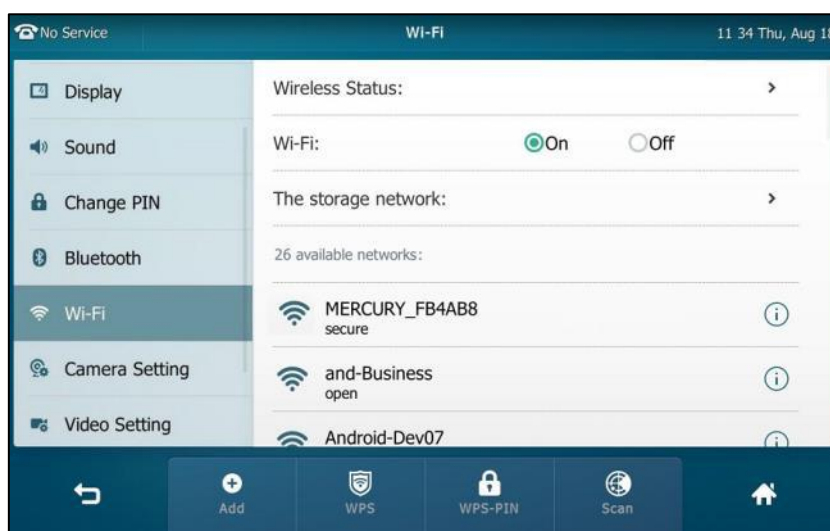 No Service
Wi-Fi
11 34 Thu, Aug 18
Display
Sound
Change PIN
Bluetooth
Wi-Fi
Camera Setting
Video Setting
Wireless Status:
Wi-Fi:
On
Off
The storage network:
26 available networks:
MERCURY_FB4AB8
secure
and-Business
open
Android-Dev07
Add
WPS
WPS-PIN
Scan